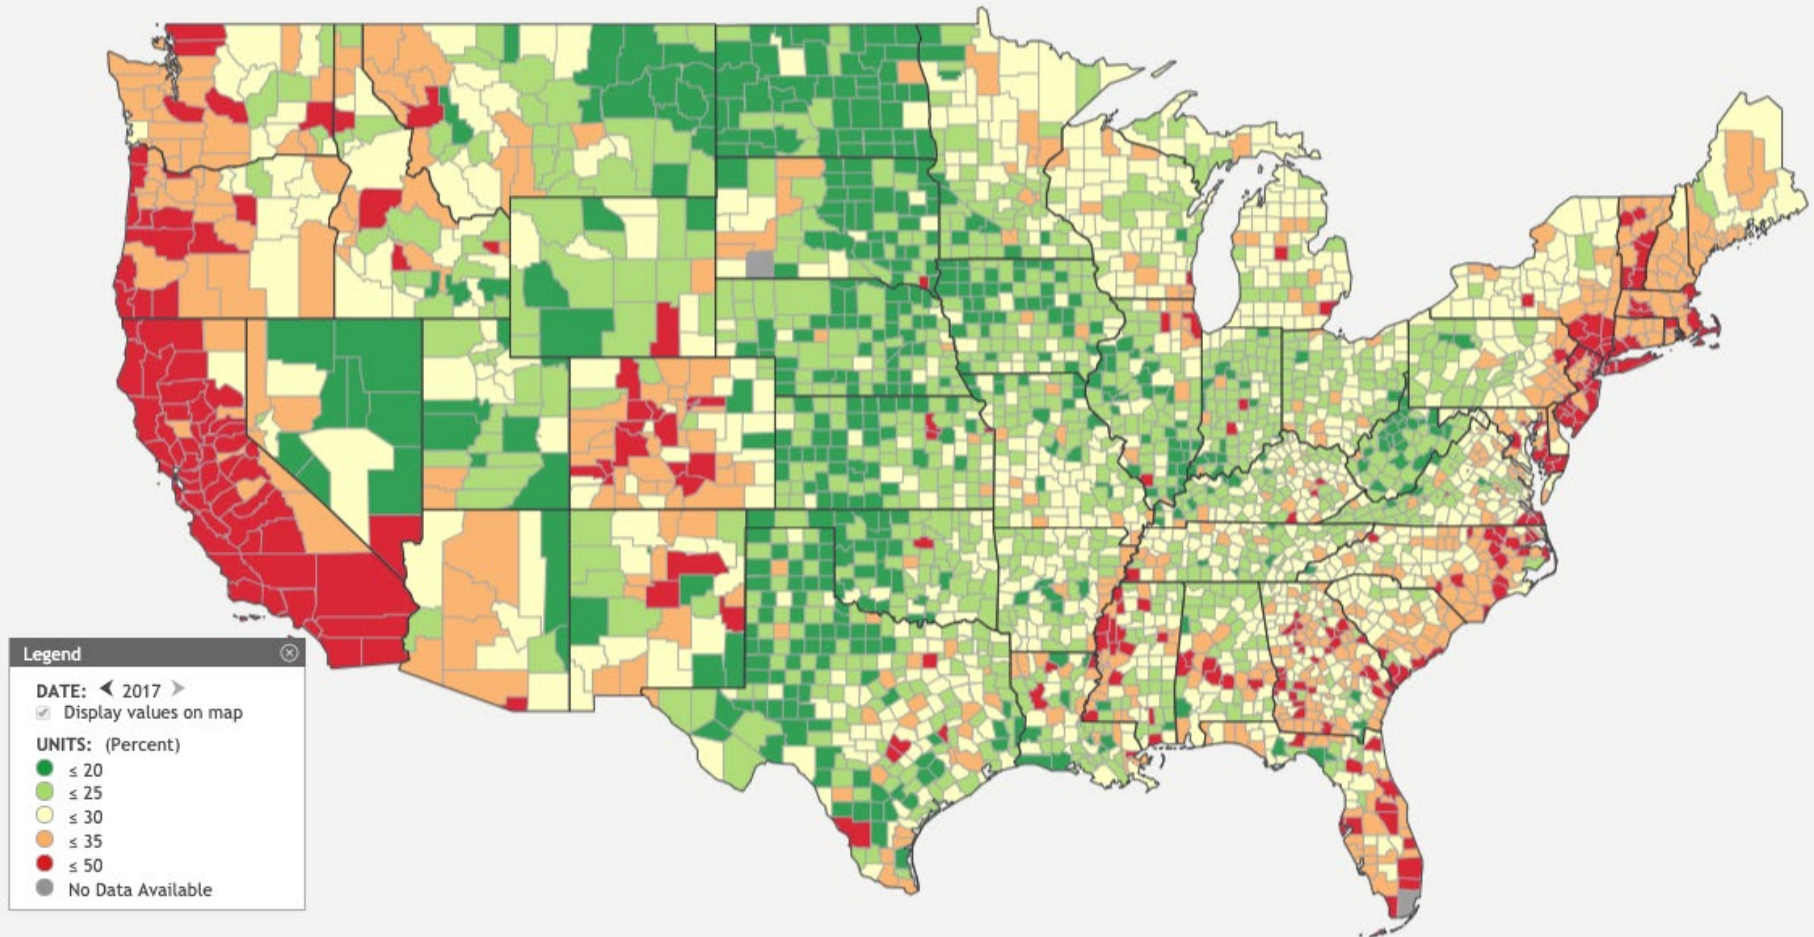 Legend
DATE: 2017
Display values on map
UNITS: (Percent)
≤ 20
≤ 25
≤ 30
≤ 35
≤ 50
No Data Available